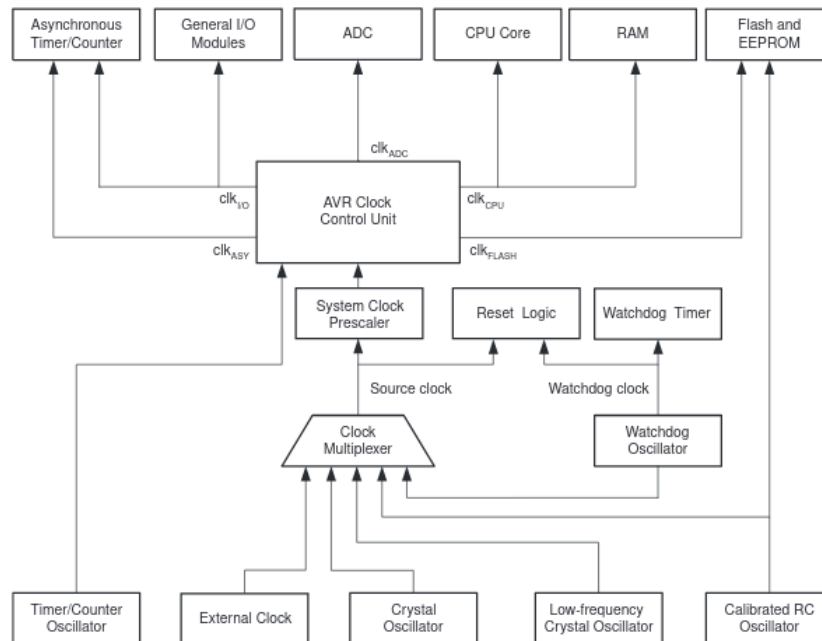 Asynchronous
Timer/Counter
General I/O
Modules
ADC
CPU Core
RAM
Flash and
EEPROM
clkADC
clkI/O
AVR Clock
Control Unit
clkCPU
clkASY
clkFLASH
System Clock
Prescaler
Reset Logic
Watchdog Timer
Source clock
Watchdog clock
Clock
Multiplexer
Watchdog
Oscillator
Timer/Counter
Oscillator
External Clock
Crystal
Oscillator
Low-frequency
Crystal Oscillator
Calibrated RC
Oscillator